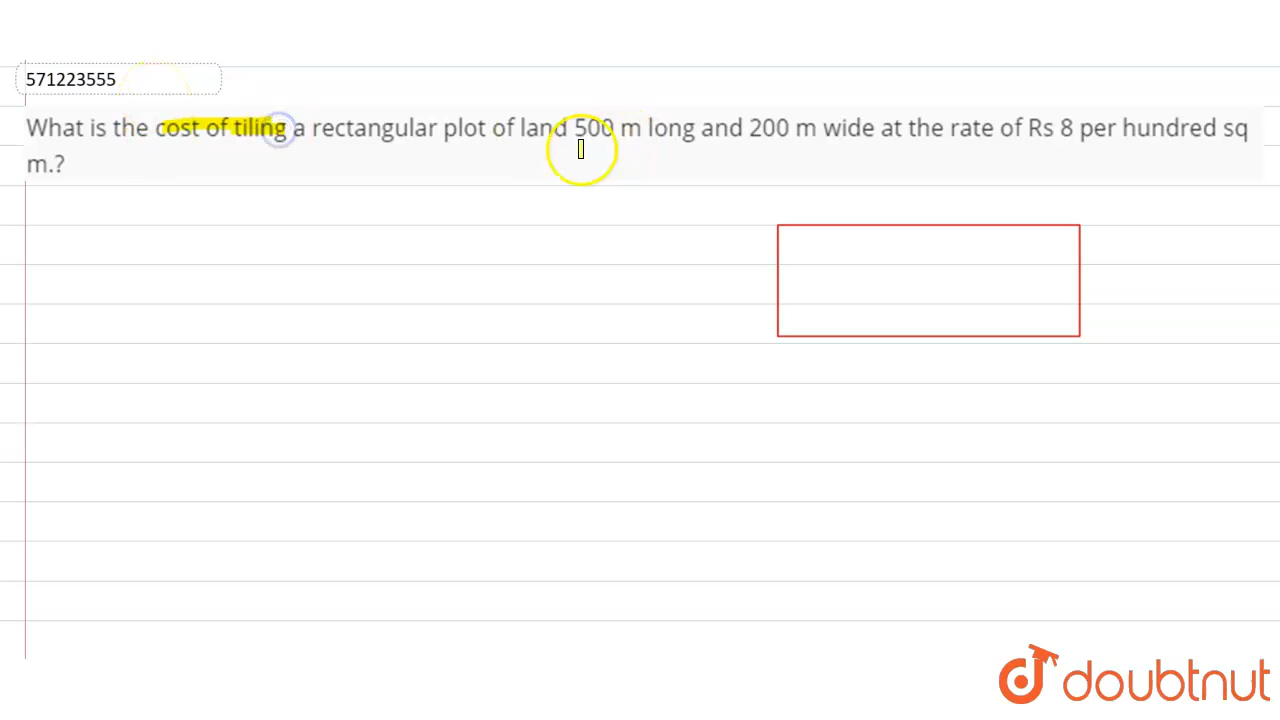 571223555
What is the cost of tiling a rectangular plot of land 500 m long and 200 m wide at the rate of Rs 8 per hundred sq
m.?
doubtnut